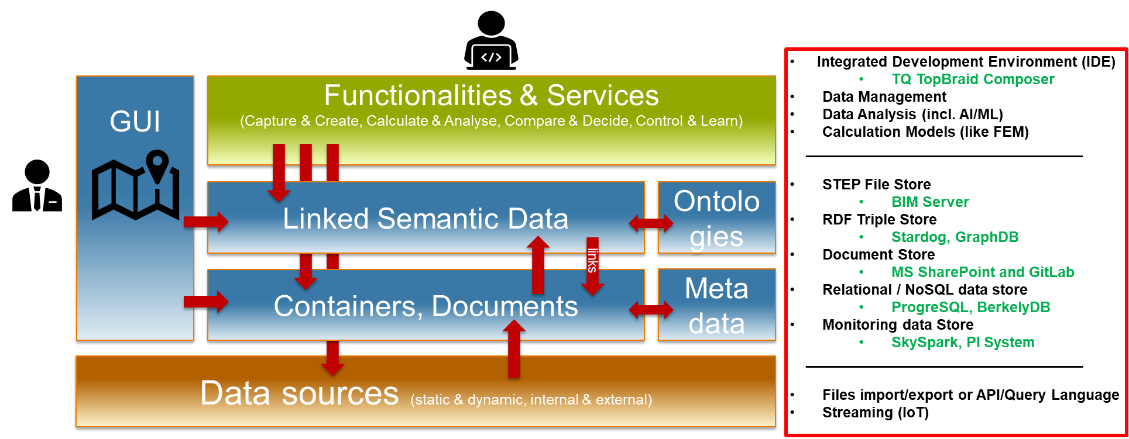 GUI
Functionalities & Services
(Capture & Create, Calculate & Analyse, Compare & Decide, Control & Learn)
Linked Semantic Data
Ontolo
gies
links
Containers, Documents
Meta
data
Data sources (static & dynamic, internal & external)
• Integrated Development Environment (IDE)
• TQ TopBraid Composer
• Data Management
• Data Analysis (incl. AI/ML)
• Calculation Models (like FEM)
• STEP File Store
• BIM Server
• RDF Triple Store
• Stardog, GraphDB
• Document Store
• MS SharePoint and GitLab
• Relational / NoSQL data store
• ProgreSQL, BerkelyDB
• Monitoring data Store
• SkySpark, PI System
• Files import/export or API/Query Language
• Streaming (IoT)